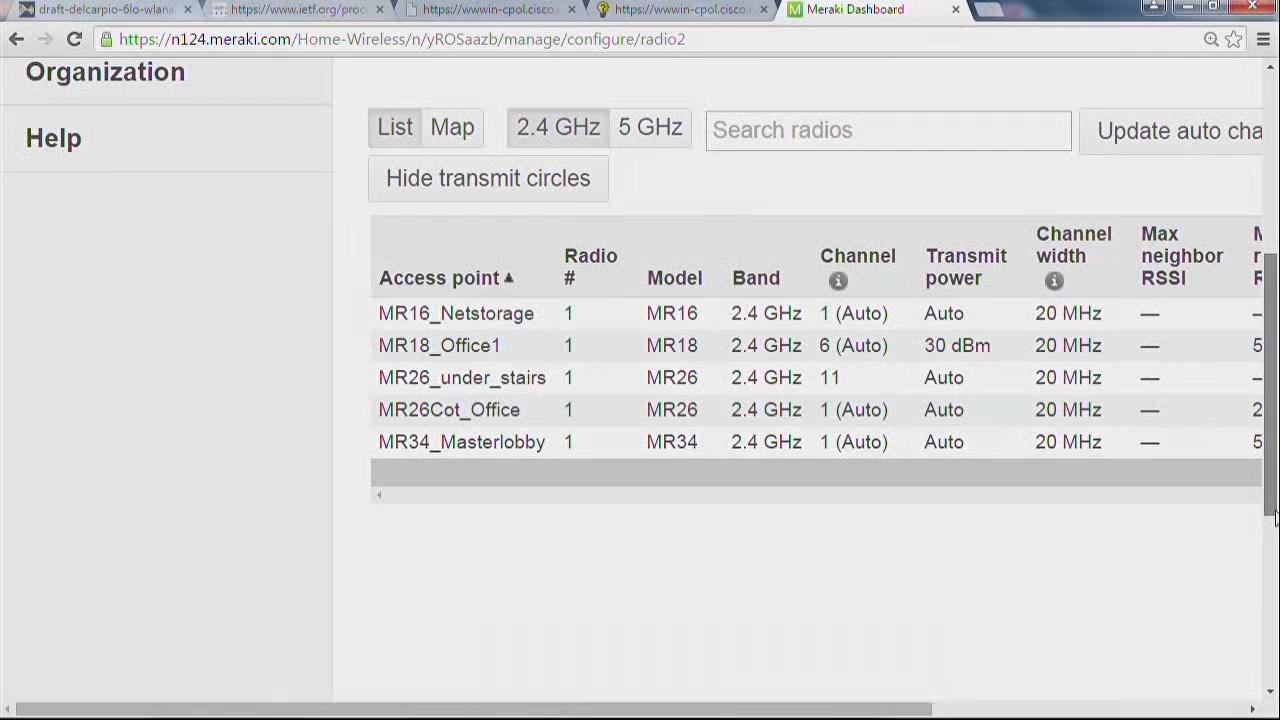 draft-delcarpio-6lo-wlana https://www.ietf.org/proc https://wwwin-cpol.cisco. https://wwwin-cpol.cisco. Meraki Dashboard
https://n124.meraki.com/Home-Wireless/n/yROSaazb/manage/configure/radio2
Organization
Help
List Map 2.4 GHz 5 GHz Search radios Update auto cha
Hide transmit circles
Access point Radio # Model Band Channel Transmit power Channel width Max neighbor RSSI
MR16_Netstorage 1 MR16 2.4 GHz 1 (Auto) Auto 20 MHz —
MR18_Office1 1 MR18 2.4 GHz 6 (Auto) 30 dBm 20 MHz — 5
MR26_under_stairs 1 MR26 2.4 GHz 11 Auto 20 MHz —
MR26Cot_Office 1 MR26 2.4 GHz 1 (Auto) Auto 20 MHz — 2
MR34_Masterlobby 1 MR34 2.4 GHz 1 (Auto) Auto 20 MHz — 5